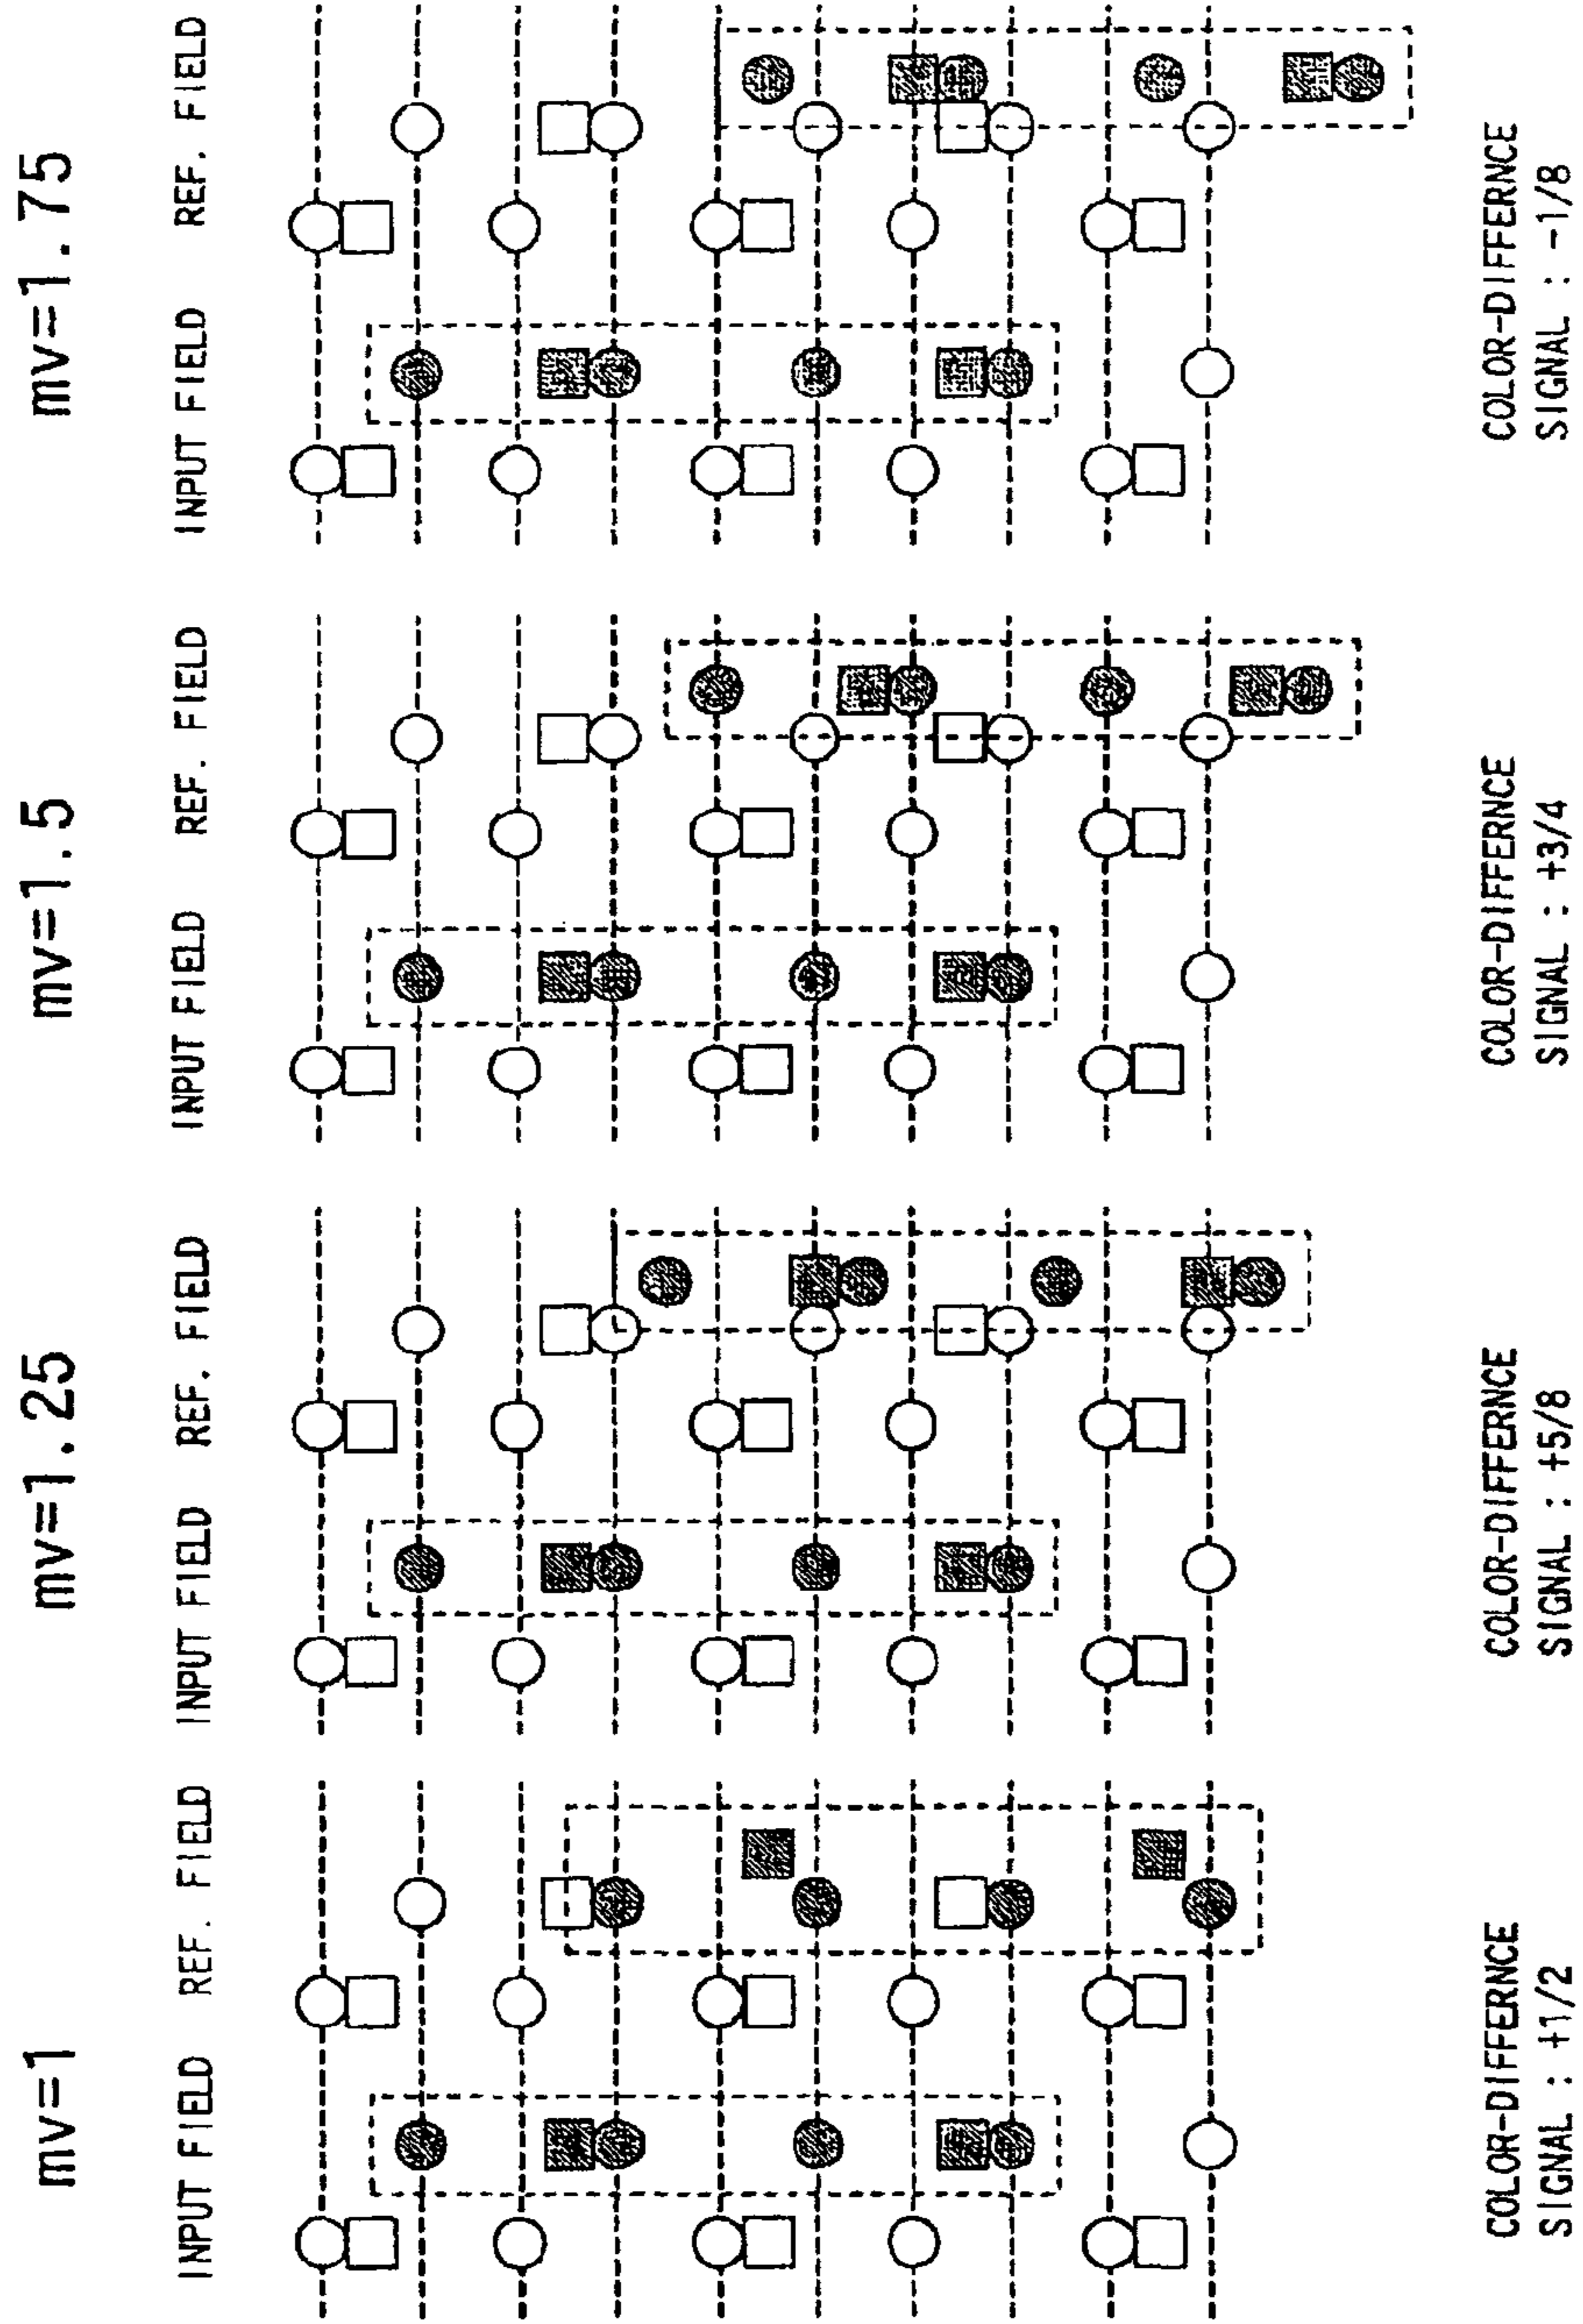 mv=1
mv=1.25
mv=1.5
mv=1.75
INPUT FIELD REF. FIELD
INPUT FIELD REF. FIELD
INPUT FIELD REF. FIELD
INPUT FIELD REF. FIELD
COLOR-DIFFERNCE
SIGNAL : +1/2
COLOR-DIFFERNCE
SIGNAL : +5/8
COLOR-DIFFERNCE
SIGNAL : +3/4
COLOR-DIFFERNCE
SIGNAL : -1/8